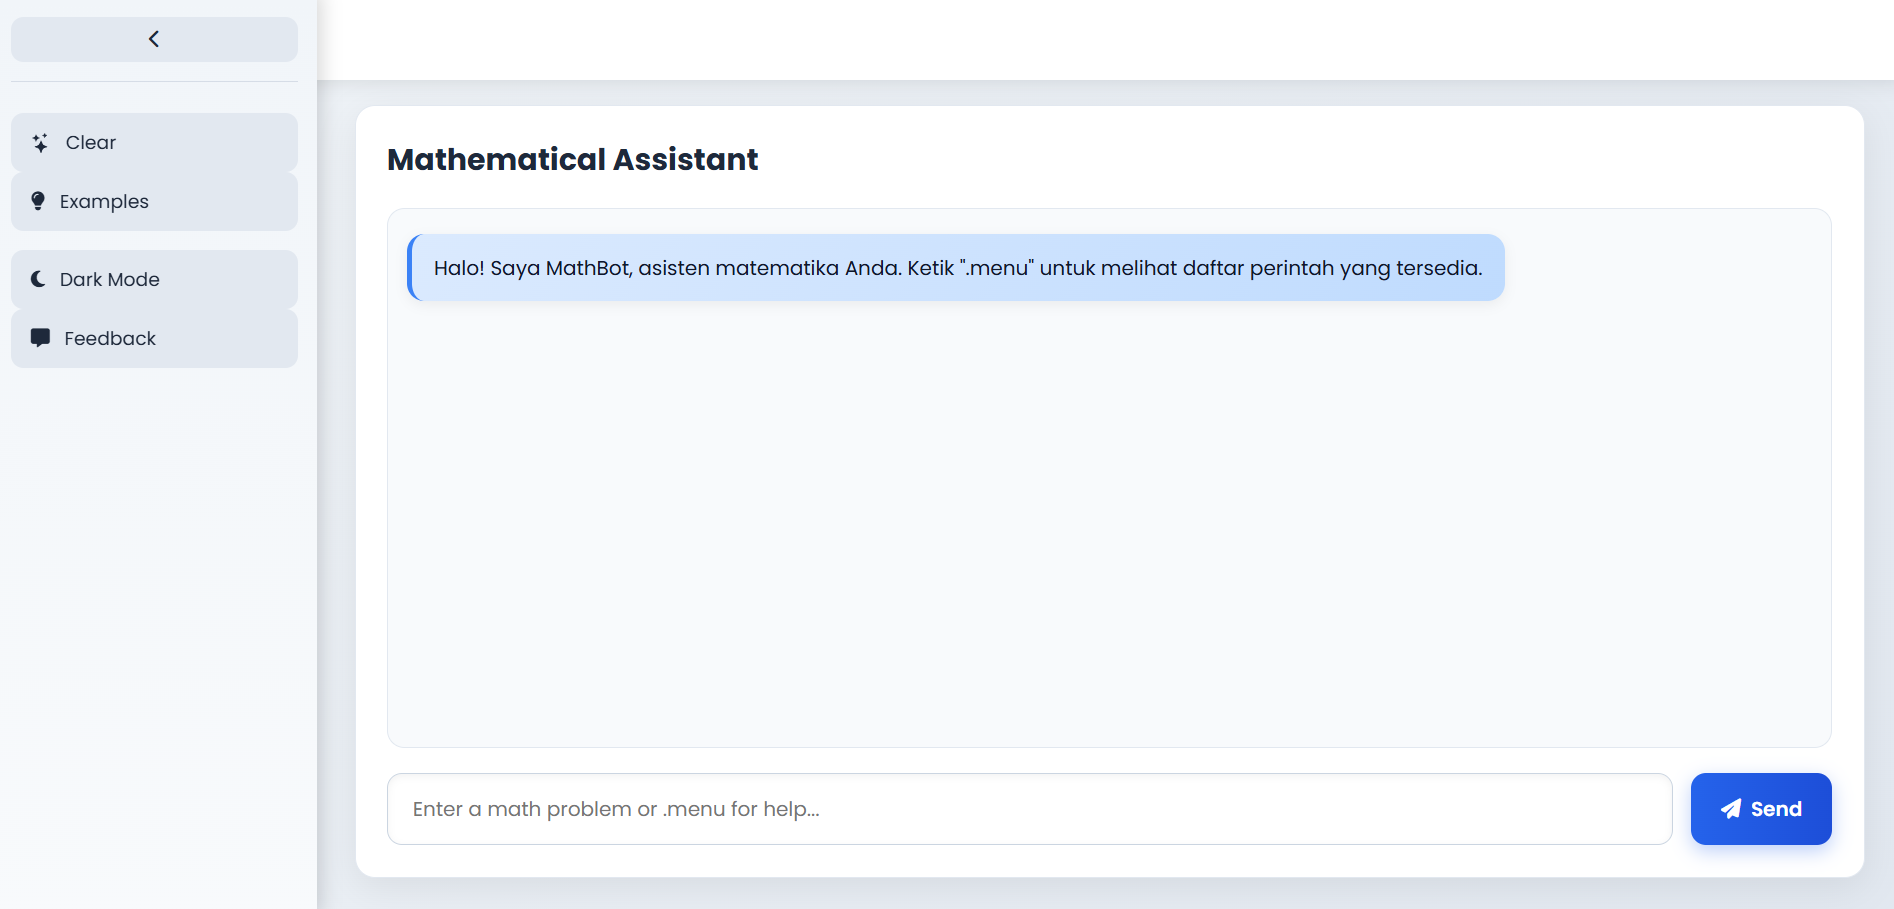 Clear
Examples
Dark Mode
Feedback
Mathematical Assistant
Halo! Saya MathBot, asisten matematika Anda. Ketik ".menu" untuk melihat daftar perintah yang tersedia.
Enter a math problem or .menu for help...
Send